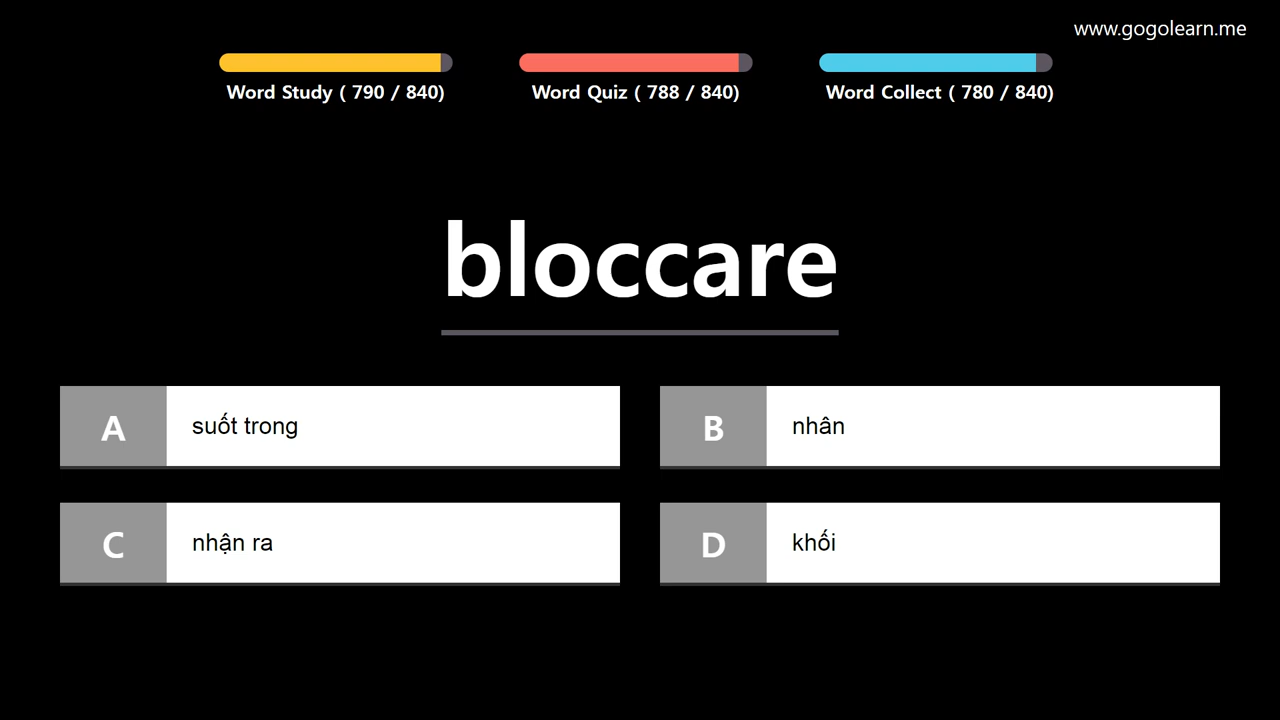 www.gogolearn.me
Word Study ( 790 / 840)
Word Quiz ( 788 / 840)
Word Collect ( 780 / 840)
bloccare
A suốt trong
B nhân
C nhận ra
D khối